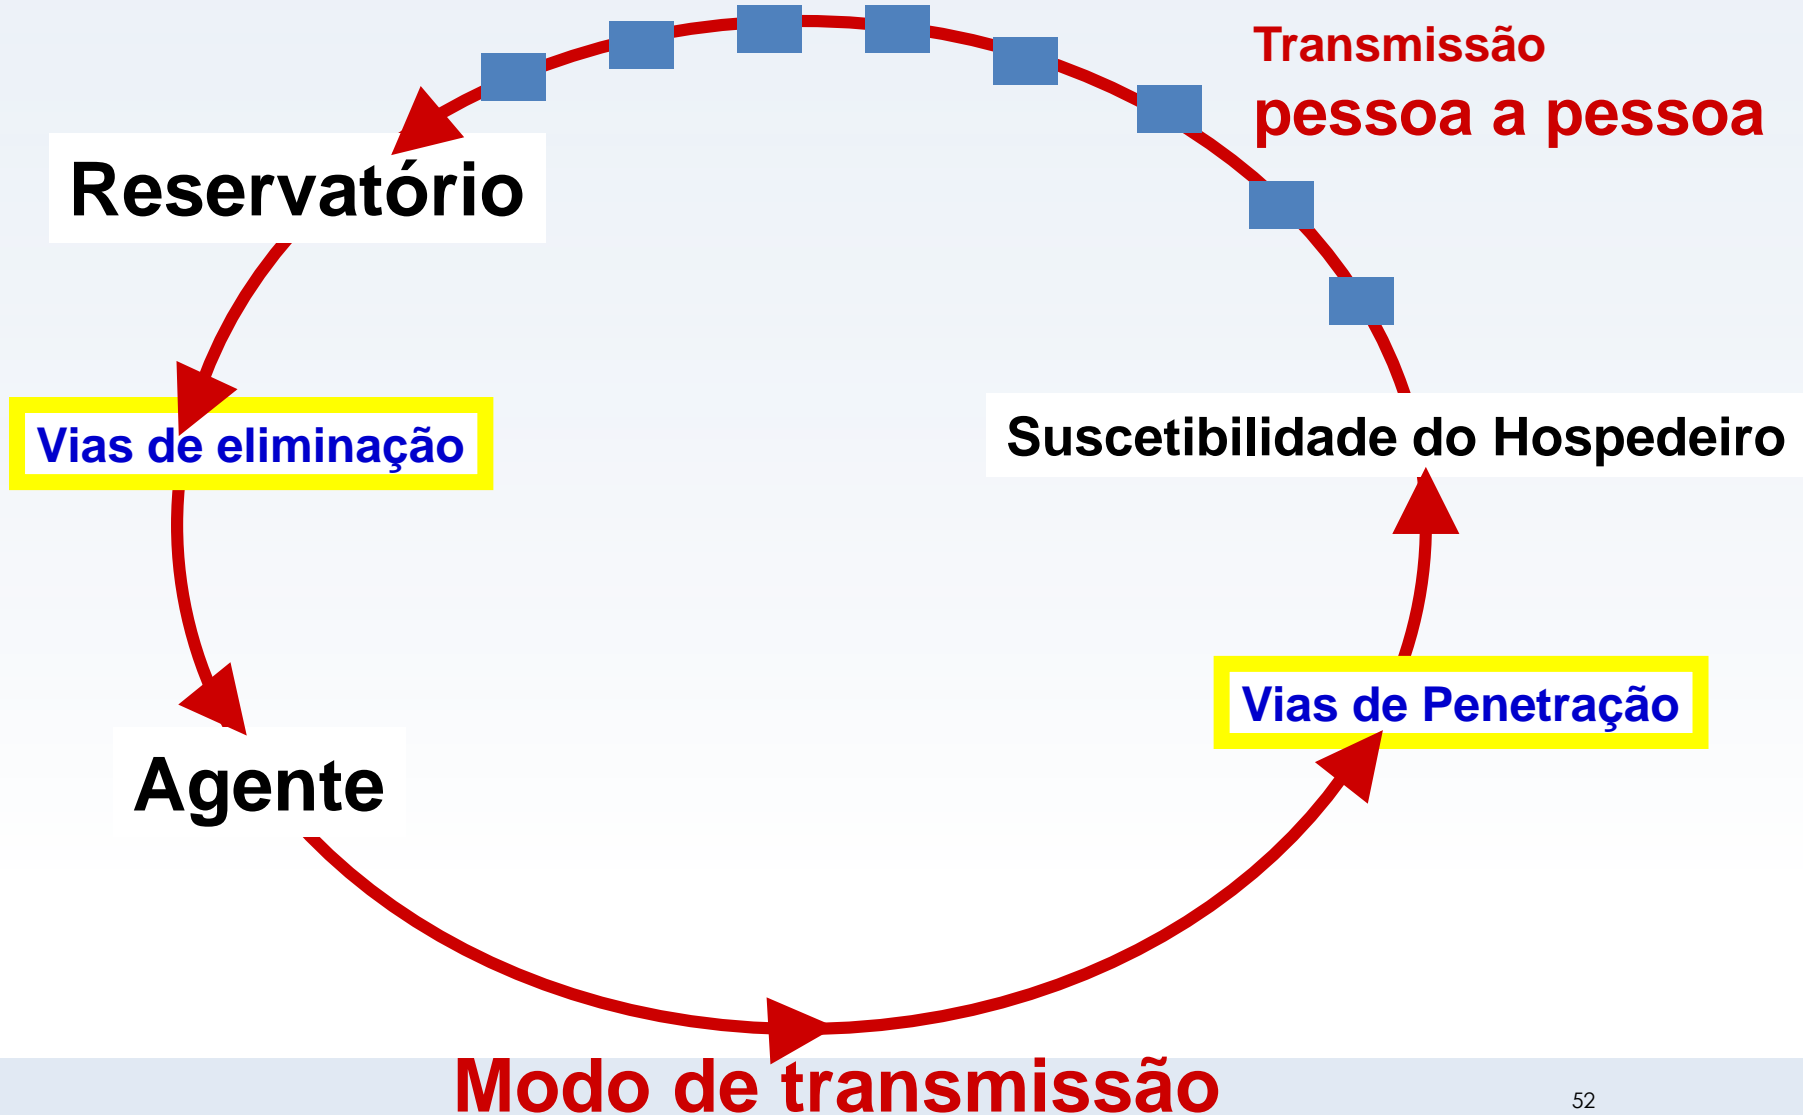 Transmissão
pessoa a pessoa
Reservatório
Vias de eliminação
Suscetibilidade do Hospedeiro
Vias de Penetração
Agente
Modo de transmissão
52